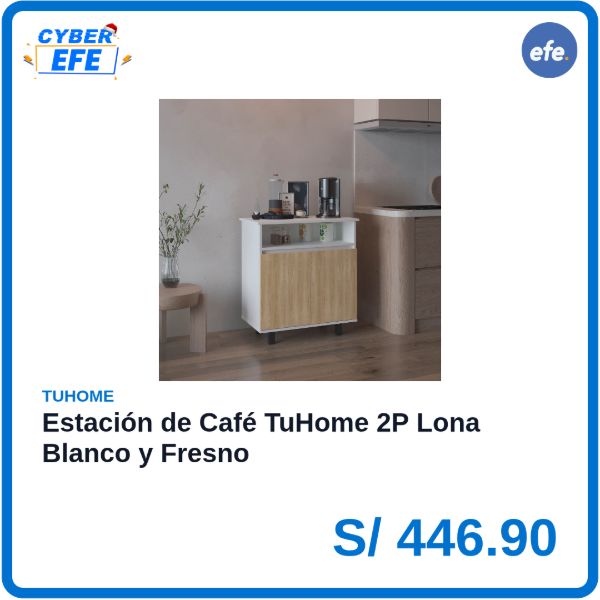 CYBER
EFE
efe.
TUHOME
Estación de Café TuHome 2P Lona
Blanco y Fresno
S/ 446.90